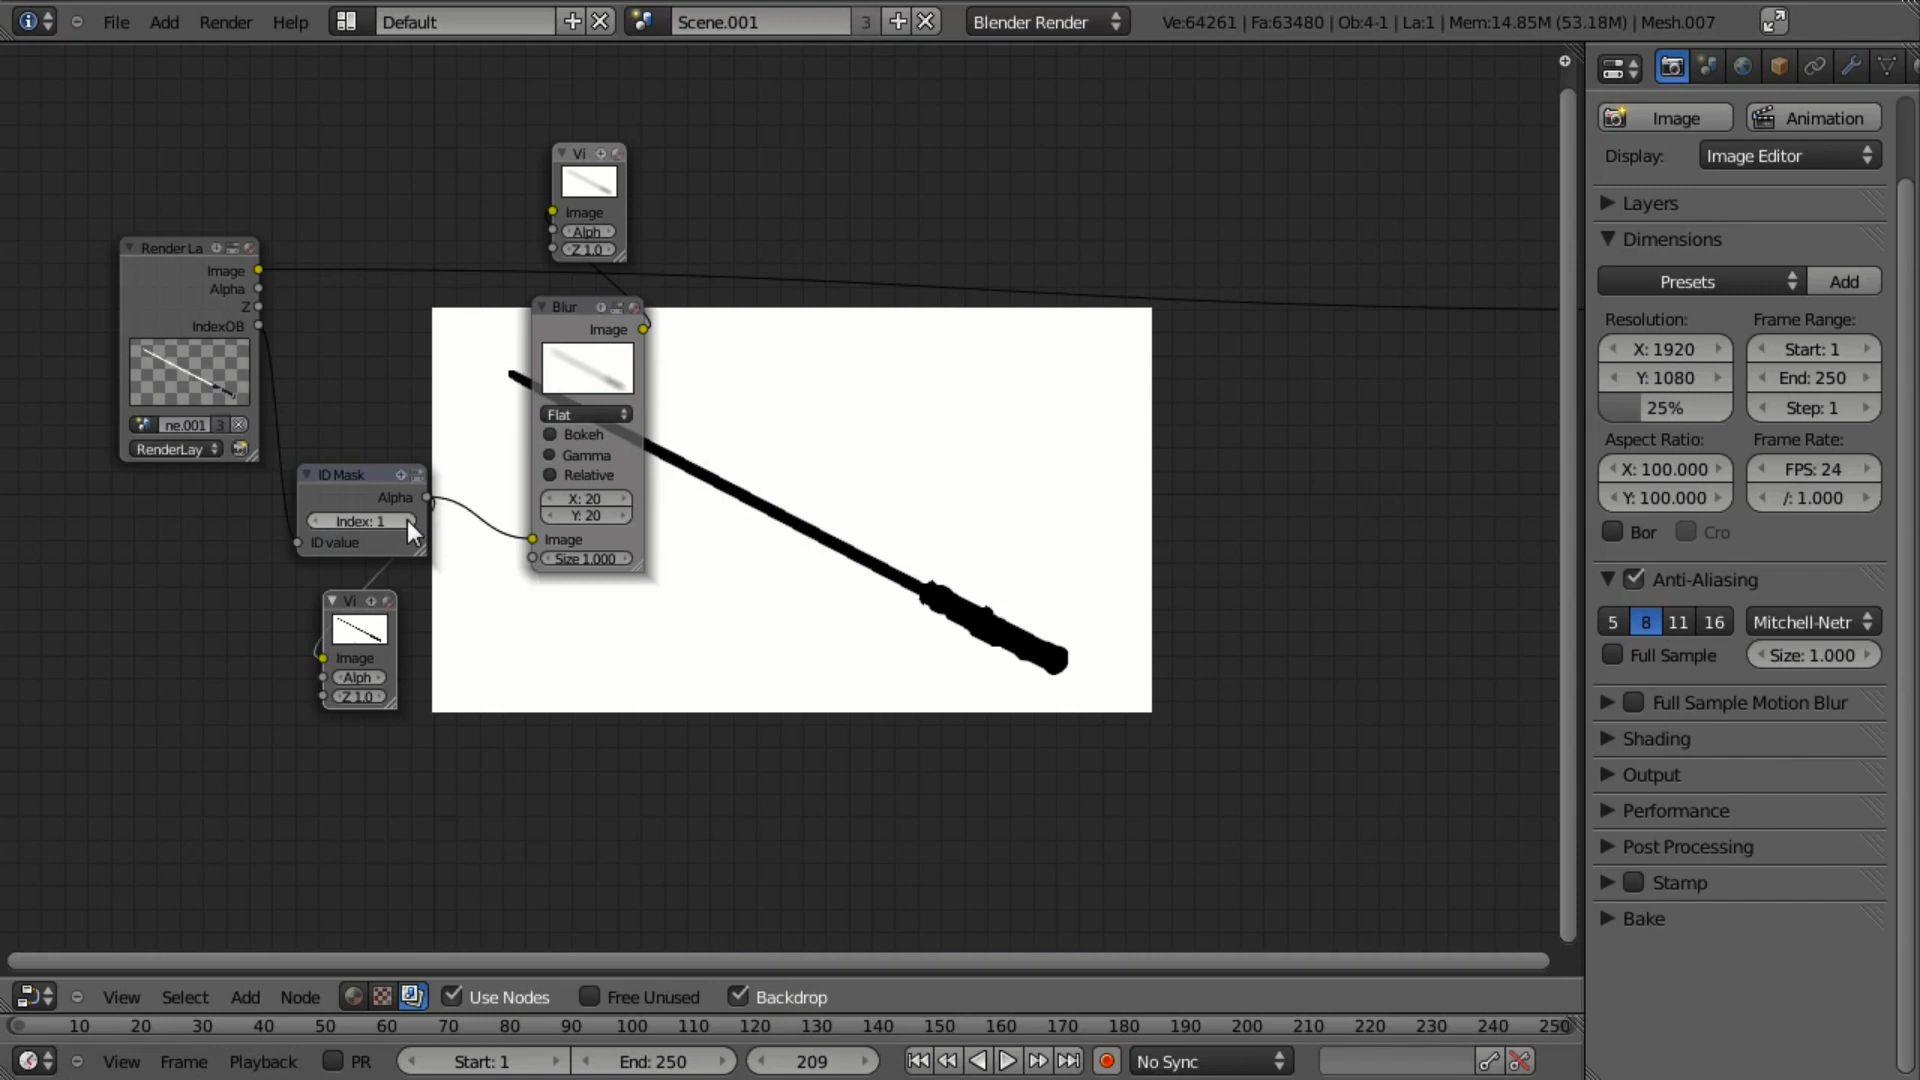 File Add Render Help Default Scene.001 3 Blender Render Ve:64261 | Fa:63480 | Ob:4-1 | La:1 | Mem:14.85M (53.18M) | Mesh.007
Image Animation
Display: Image Editor
Layers
Dimensions
Presets Add
Resolution: Frame Range:
X: 1920 Start: 1
Y: 1080 End: 250
25% Step: 1
Aspect Ratio: Frame Rate:
X: 100.000 FPS: 24
Y: 100.000 /: 1.000
Bor Cro
Anti-Aliasing
5 8 11 16 Mitchell-Netr
Full Sample Size: 1.000
Full Sample Motion Blur
Shading
Output
Performance
Post Processing
Stamp
Bake
Vi
Image
Alph
Z 1.0
Render La
Image
Alpha
Z
IndexOB
ne.001 3
RenderLay
Blur
Image
Flat
Bokeh
Gamma
Relative
X: 20
Y: 20
Image
Size 1.000
ID Mask
Alpha
Index: 1
ID value
Vi
Image
Alph
Z 1.0
View Select Add Node Use Nodes Free Unused Backdrop
10 20 30 40 50 60 70 80 90 100 110 120 130 140 150 160 170 180 190 200 210 220 230 240 250
View Frame Playback PR Start: 1 End: 250 209 No Sync